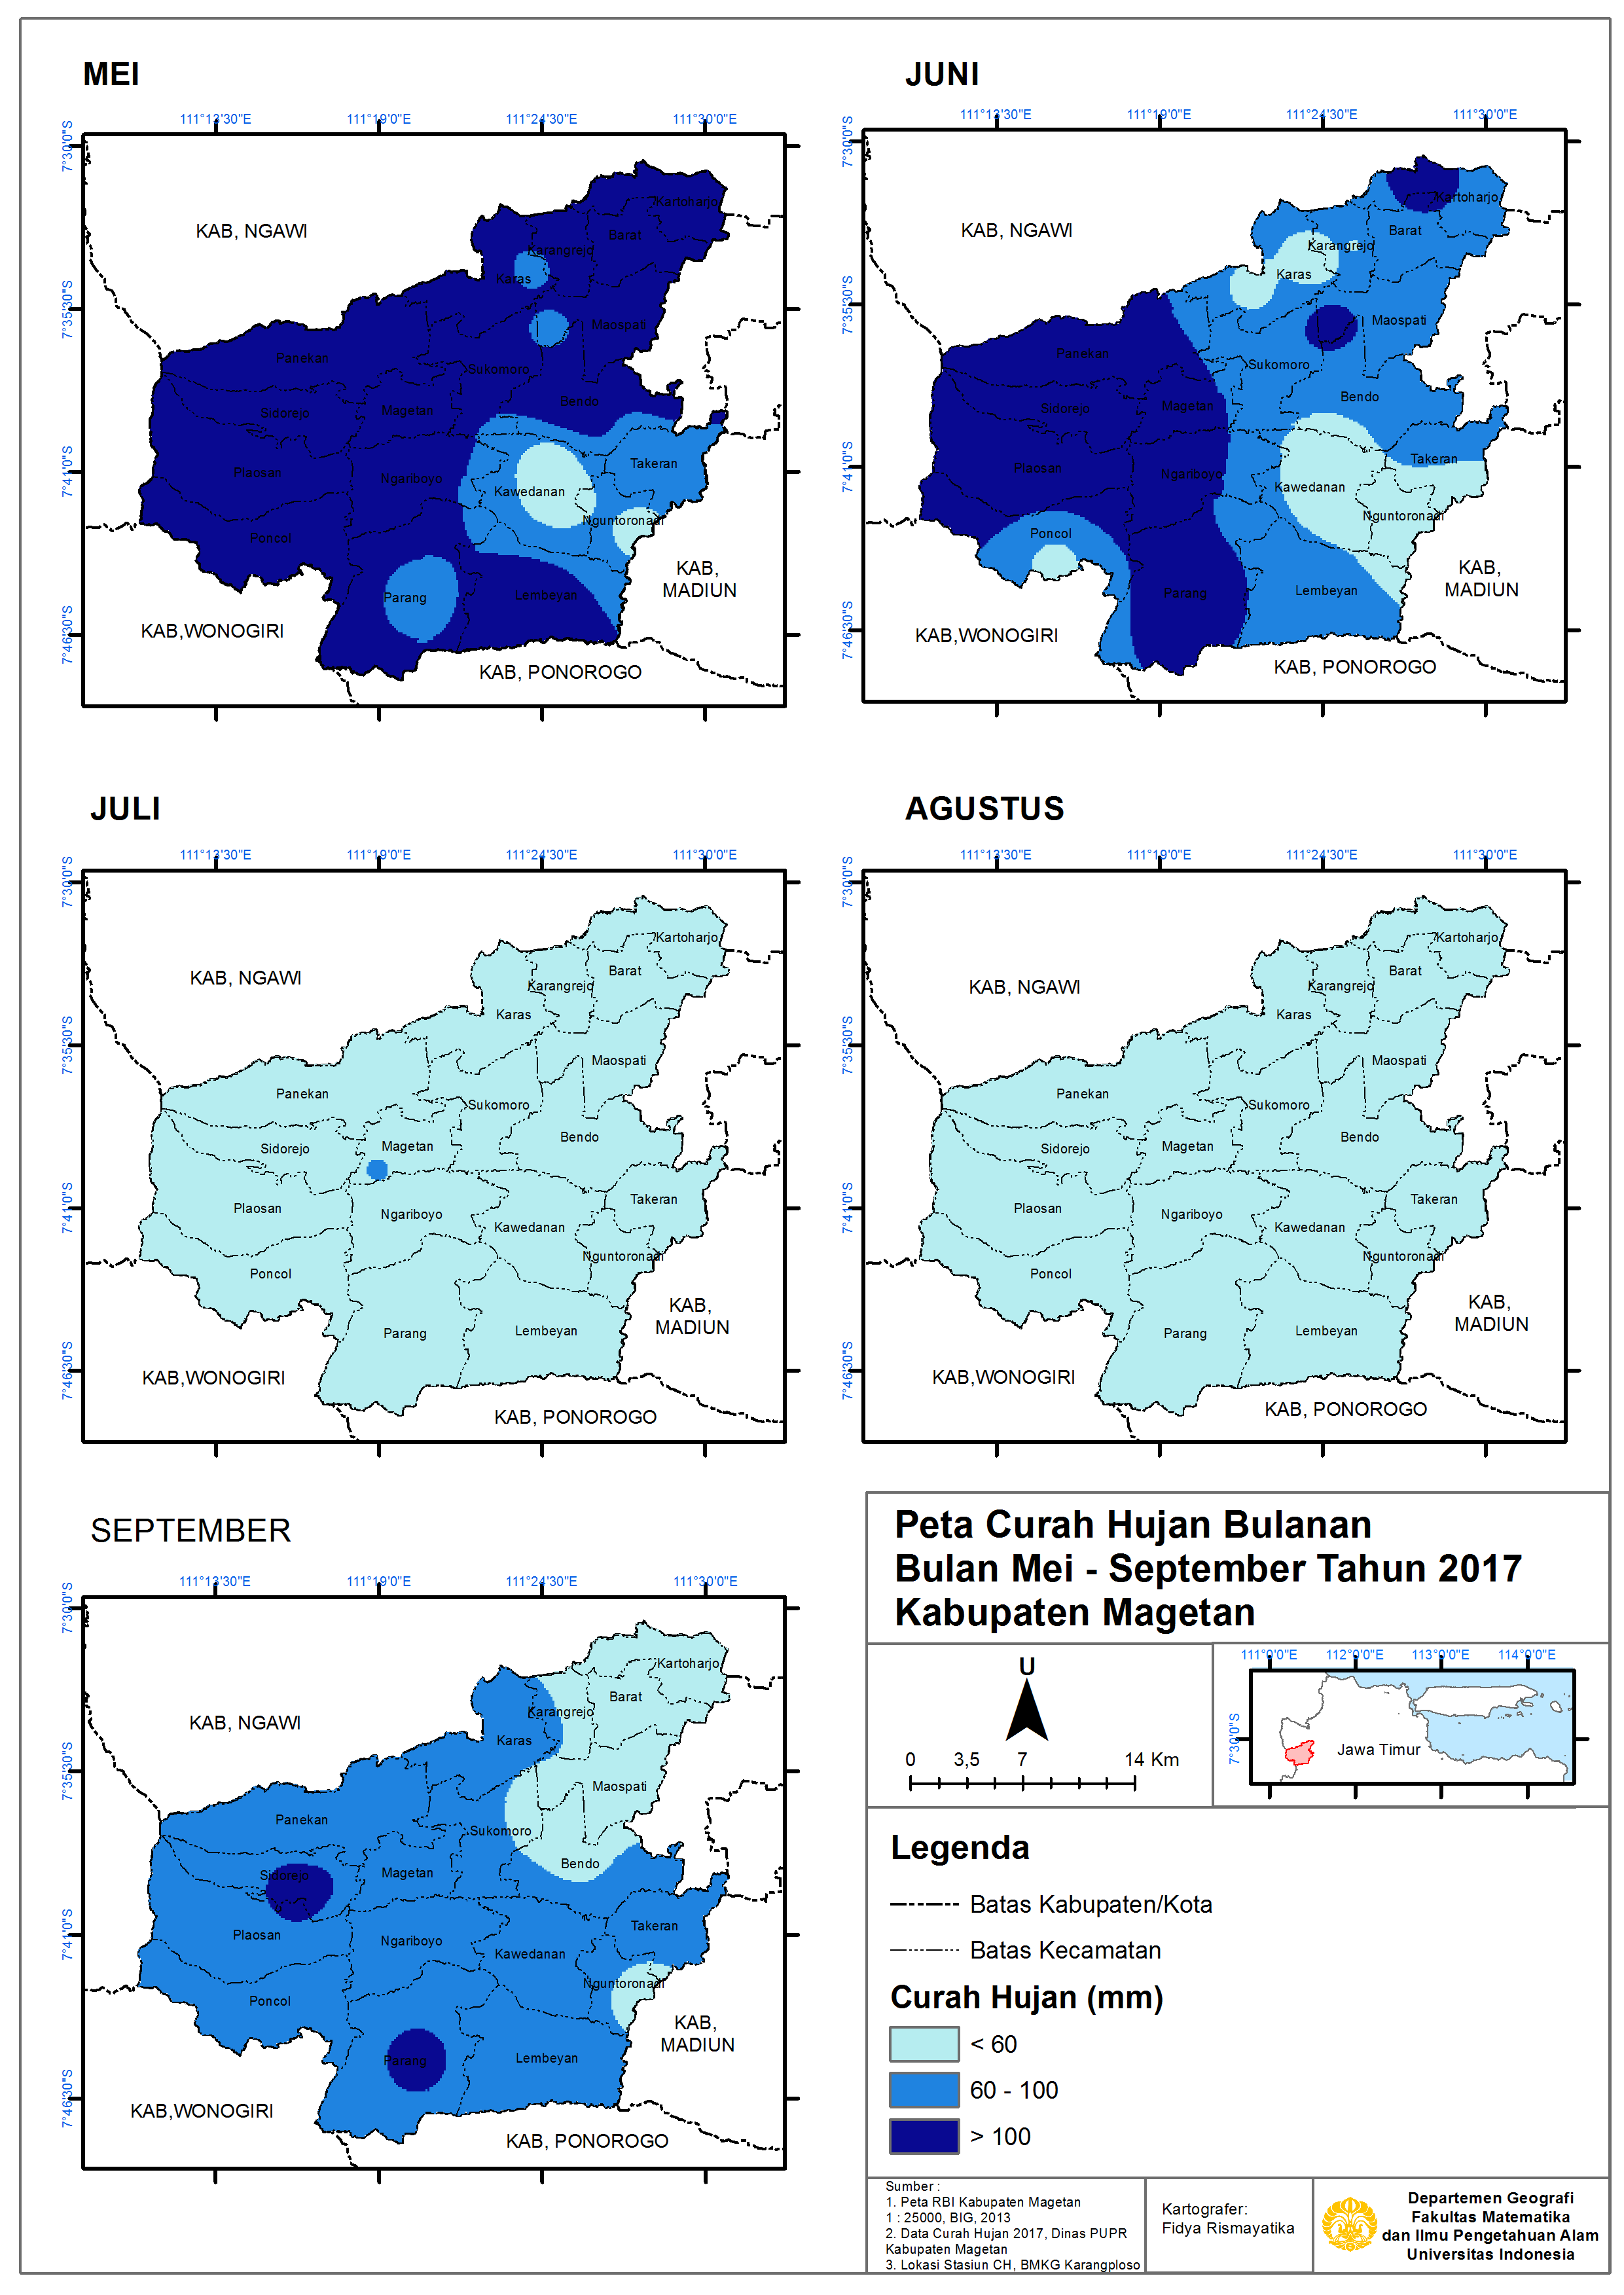 MEI
111°13'30"E 111°19'0"E 111°24'30"E 111°30'0"E
7°30'0"S
7°35'30"S
7°41'0"S
7°46'30"S
KAB, NGAWI
Kartoharjo
Barat
Karangrejo
Karas
Maospati
Panekan
Sukomoro
Bendo
Sidorejo
Magetan
Takeran
Plaosan
Ngariboyo
Kawedanan
Nguntoronadi
Poncol
KAB,
MADIUN
Parang
Lembeyan
KAB,WONOGIRI
KAB, PONOROGO
JUNI
111°13'30"E 111°19'0"E 111°24'30"E 111°30'0"E
7°30'0"S
7°35'30"S
7°41'0"S
7°46'30"S
KAB, NGAWI
Kartoharjo
Barat
Karangrejo
Karas
Maospati
Panekan
Sukomoro
Bendo
Sidorejo
Magetan
Takeran
Plaosan
Ngariboyo
Kawedanan
Nguntoronadi
Poncol
KAB,
MADIUN
Parang
Lembeyan
KAB,WONOGIRI
KAB, PONOROGO
JULI
111°13'30"E 111°19'0"E 111°24'30"E 111°30'0"E
7°30'0"S
7°35'30"S
7°41'0"S
7°46'30"S
KAB, NGAWI
Kartoharjo
Barat
Karangrejo
Karas
Maospati
Panekan
Sukomoro
Bendo
Sidorejo
Magetan
Takeran
Plaosan
Ngariboyo
Kawedanan
Nguntoronadi
Poncol
KAB,
MADIUN
Parang
Lembeyan
KAB,WONOGIRI
KAB, PONOROGO
AGUSTUS
111°13'30"E 111°19'0"E 111°24'30"E 111°30'0"E
7°30'0"S
7°35'30"S
7°41'0"S
7°46'30"S
KAB, NGAWI
Kartoharjo
Barat
Karangrejo
Karas
Maospati
Panekan
Sukomoro
Bendo
Sidorejo
Magetan
Takeran
Plaosan
Ngariboyo
Kawedanan
Nguntoronadi
Poncol
KAB,
MADIUN
Parang
Lembeyan
KAB,WONOGIRI
KAB, PONOROGO
SEPTEMBER
111°13'30"E 111°19'0"E 111°24'30"E 111°30'0"E
7°30'0"S
7°35'30"S
7°41'0"S
7°46'30"S
KAB, NGAWI
Kartoharjo
Barat
Karangrejo
Karas
Maospati
Panekan
Sukomoro
Bendo
Sidorejo
Magetan
Takeran
Plaosan
Ngariboyo
Kawedanan
Nguntoronadi
Poncol
KAB,
MADIUN
Parang
Lembeyan
KAB,WONOGIRI
KAB, PONOROGO
Peta Curah Hujan Bulanan
Bulan Mei - September Tahun 2017
Kabupaten Magetan
U
0 3,5 7 14 Km
111°0'0"E 112°0'0"E 113°0'0"E 114°0'0"E
7°30'0"S
Jawa Timur
Legenda
Batas Kabupaten/Kota
Batas Kecamatan
Curah Hujan (mm)
< 60
60 - 100
> 100
Sumber :
1. Peta RBI Kabupaten Magetan
1 : 25000, BIG, 2013
2. Data Curah Hujan 2017, Dinas PUPR
Kabupaten Magetan
3. Lokasi Stasiun CH, BMKG Karangploso
Kartografer:
Fidya Rismayatika
Departemen Geografi
Fakultas Matematika
dan Ilmu Pengetahuan Alam
Universitas Indonesia